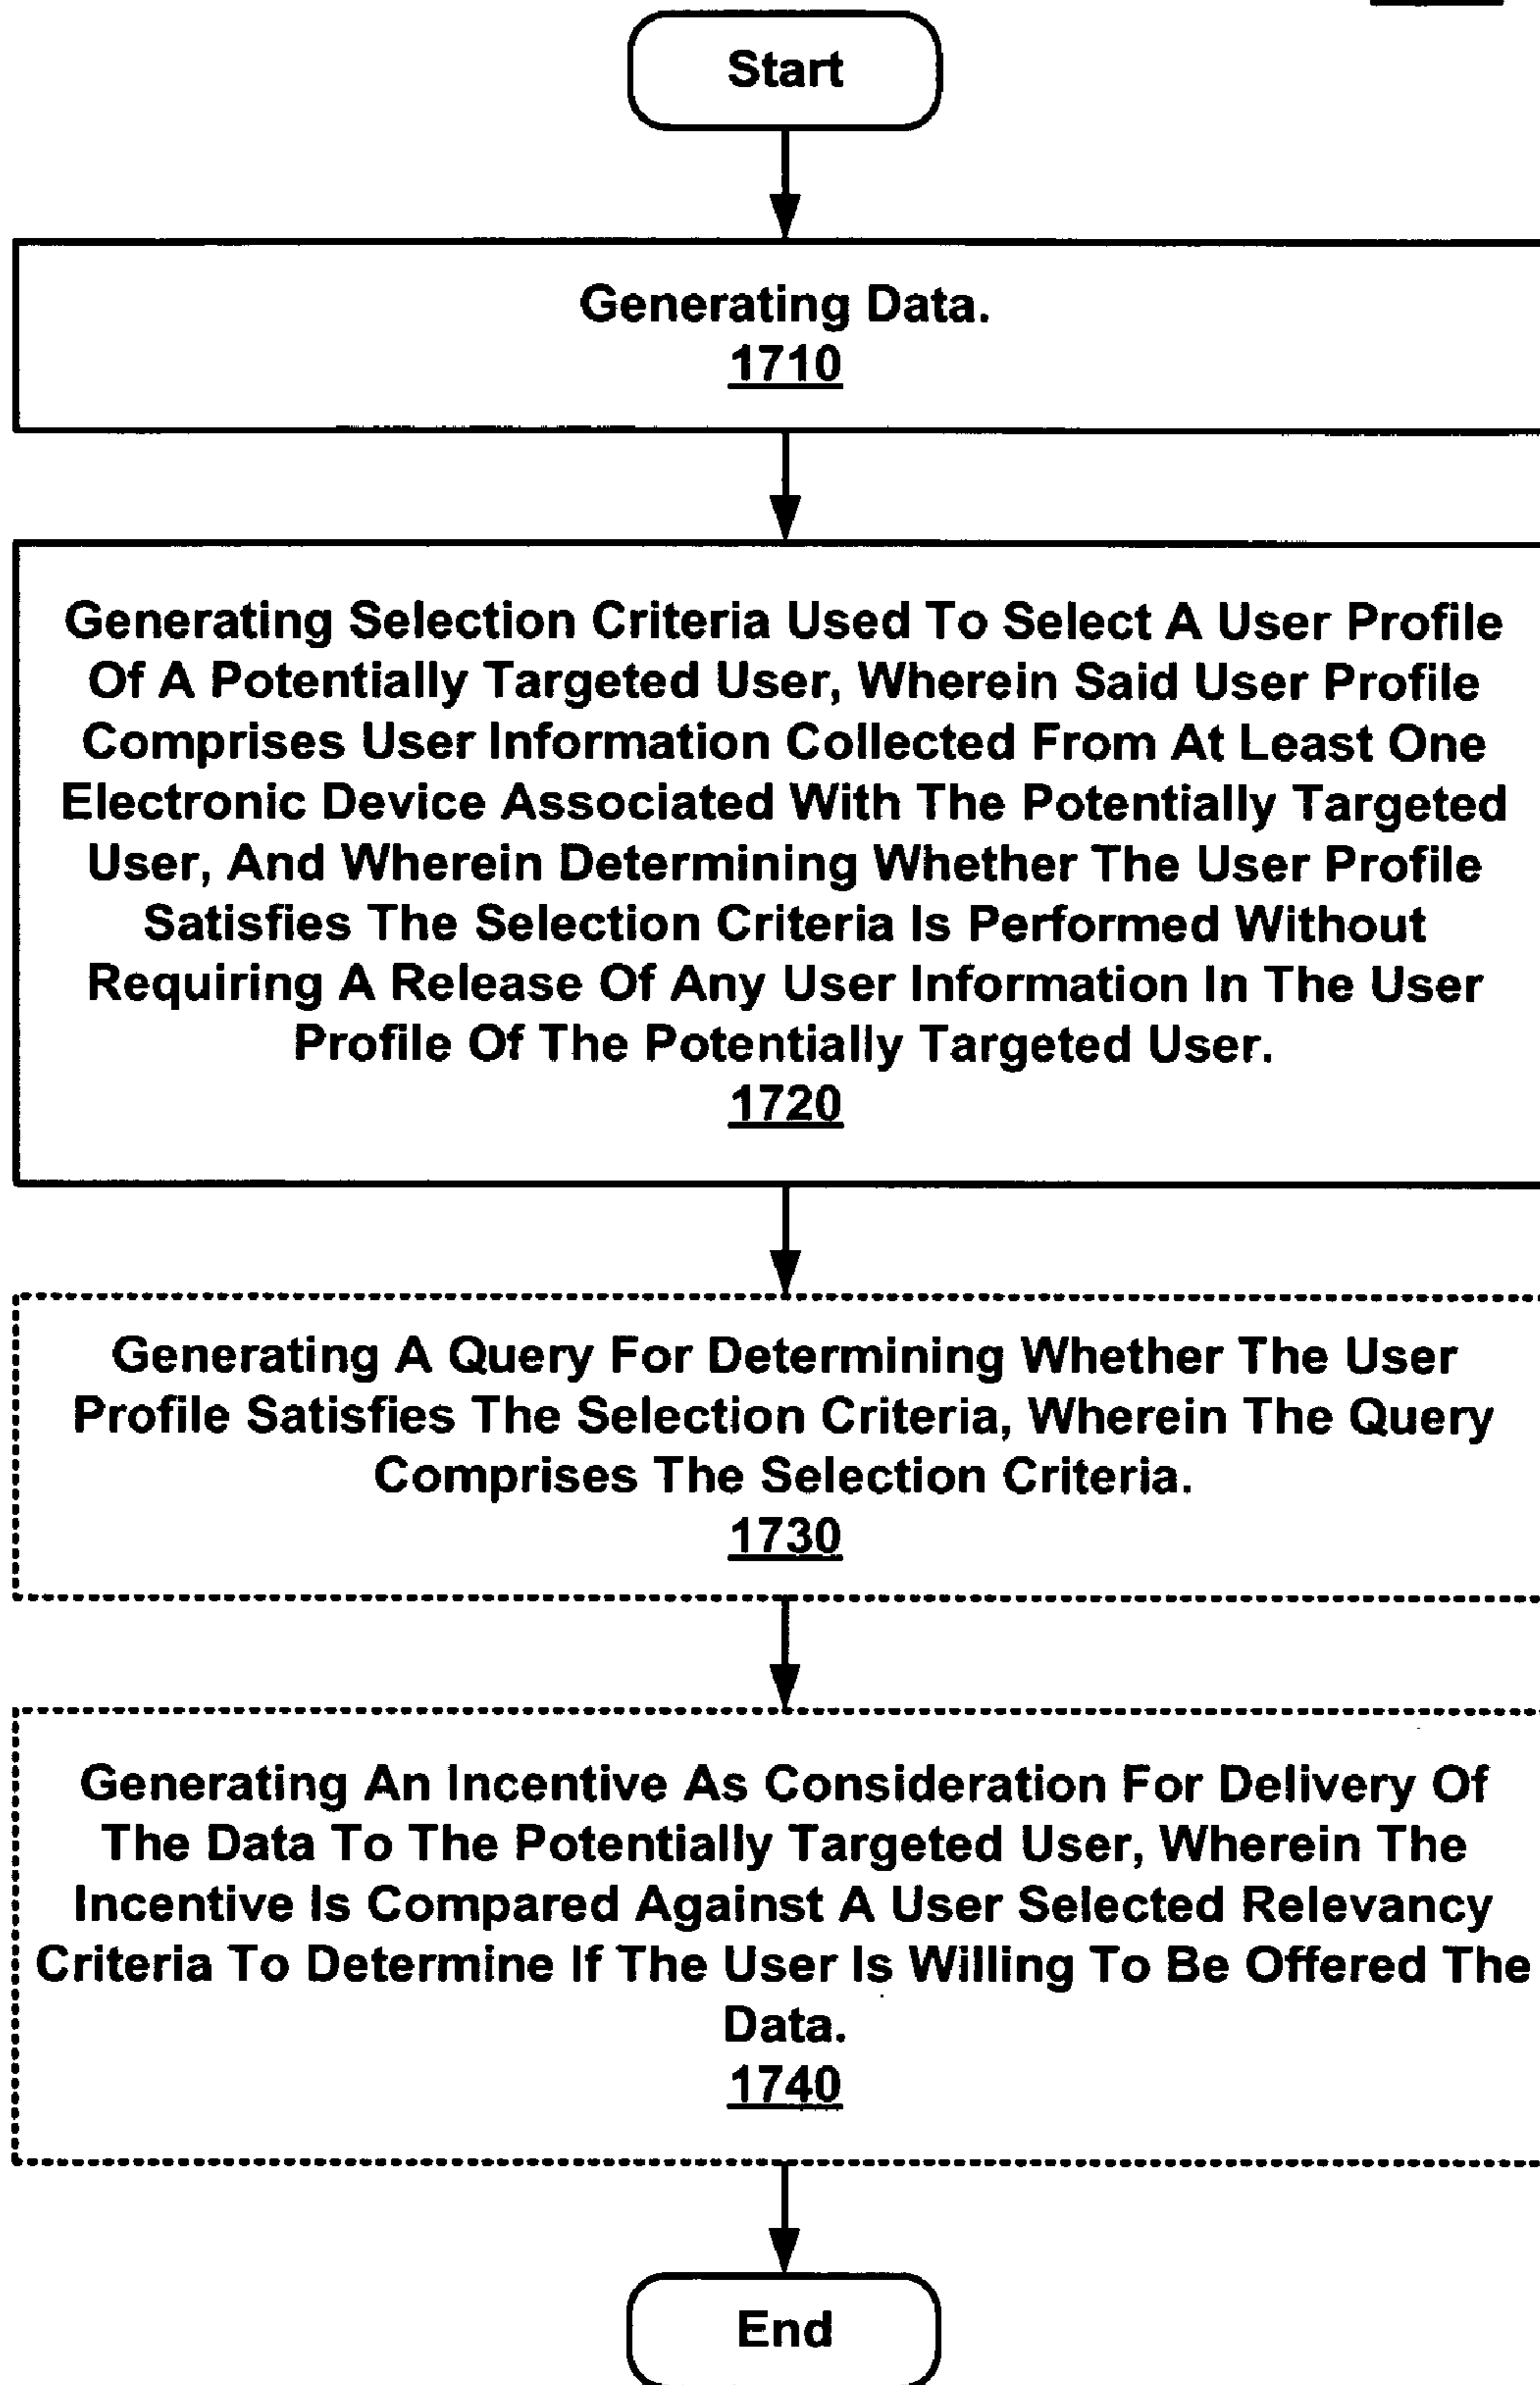 Start
Generating Data.
1710
Generating Selection Criteria Used To Select A User Profile
Of A Potentially Targeted User, Wherein Said User Profile
Comprises User Information Collected From At Least One
Electronic Device Associated With The Potentially Targeted
User, And Wherein Determining Whether The User Profile
Satisfies The Selection Criteria Is Performed Without
Requiring A Release Of Any User Information In The User
Profile Of The Potentially Targeted User.
1720
Generating A Query For Determining Whether The User
Profile Satisfies The Selection Criteria, Wherein The Query
Comprises The Selection Criteria.
1730
Generating An Incentive As Consideration For Delivery Of
The Data To The Potentially Targeted User, Wherein The
Incentive Is Compared Against A User Selected Relevancy
Criteria To Determine If The User Is Willing To Be Offered The
Data.
1740
End